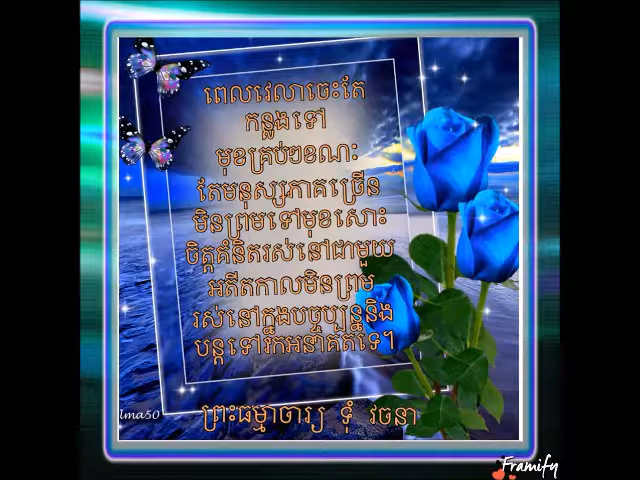 ពេលវេលាចេះតែ
កន្លងទៅ
មុខគ្រប់ៗខណៈ
តែមនុស្សភាគច្រើន
មិនព្រមទៅមុខសោះ
ចិត្តគំនិតរស់នៅជាមួយ
អតីតកាលមិនព្រម
រស់នៅក្នុងបច្ចុប្បន្ននិង
បន្តទៅរកអនាគតទេ។
ព្រះធម្មាចារ្យ ទុំ វចនា
lma50
Framify